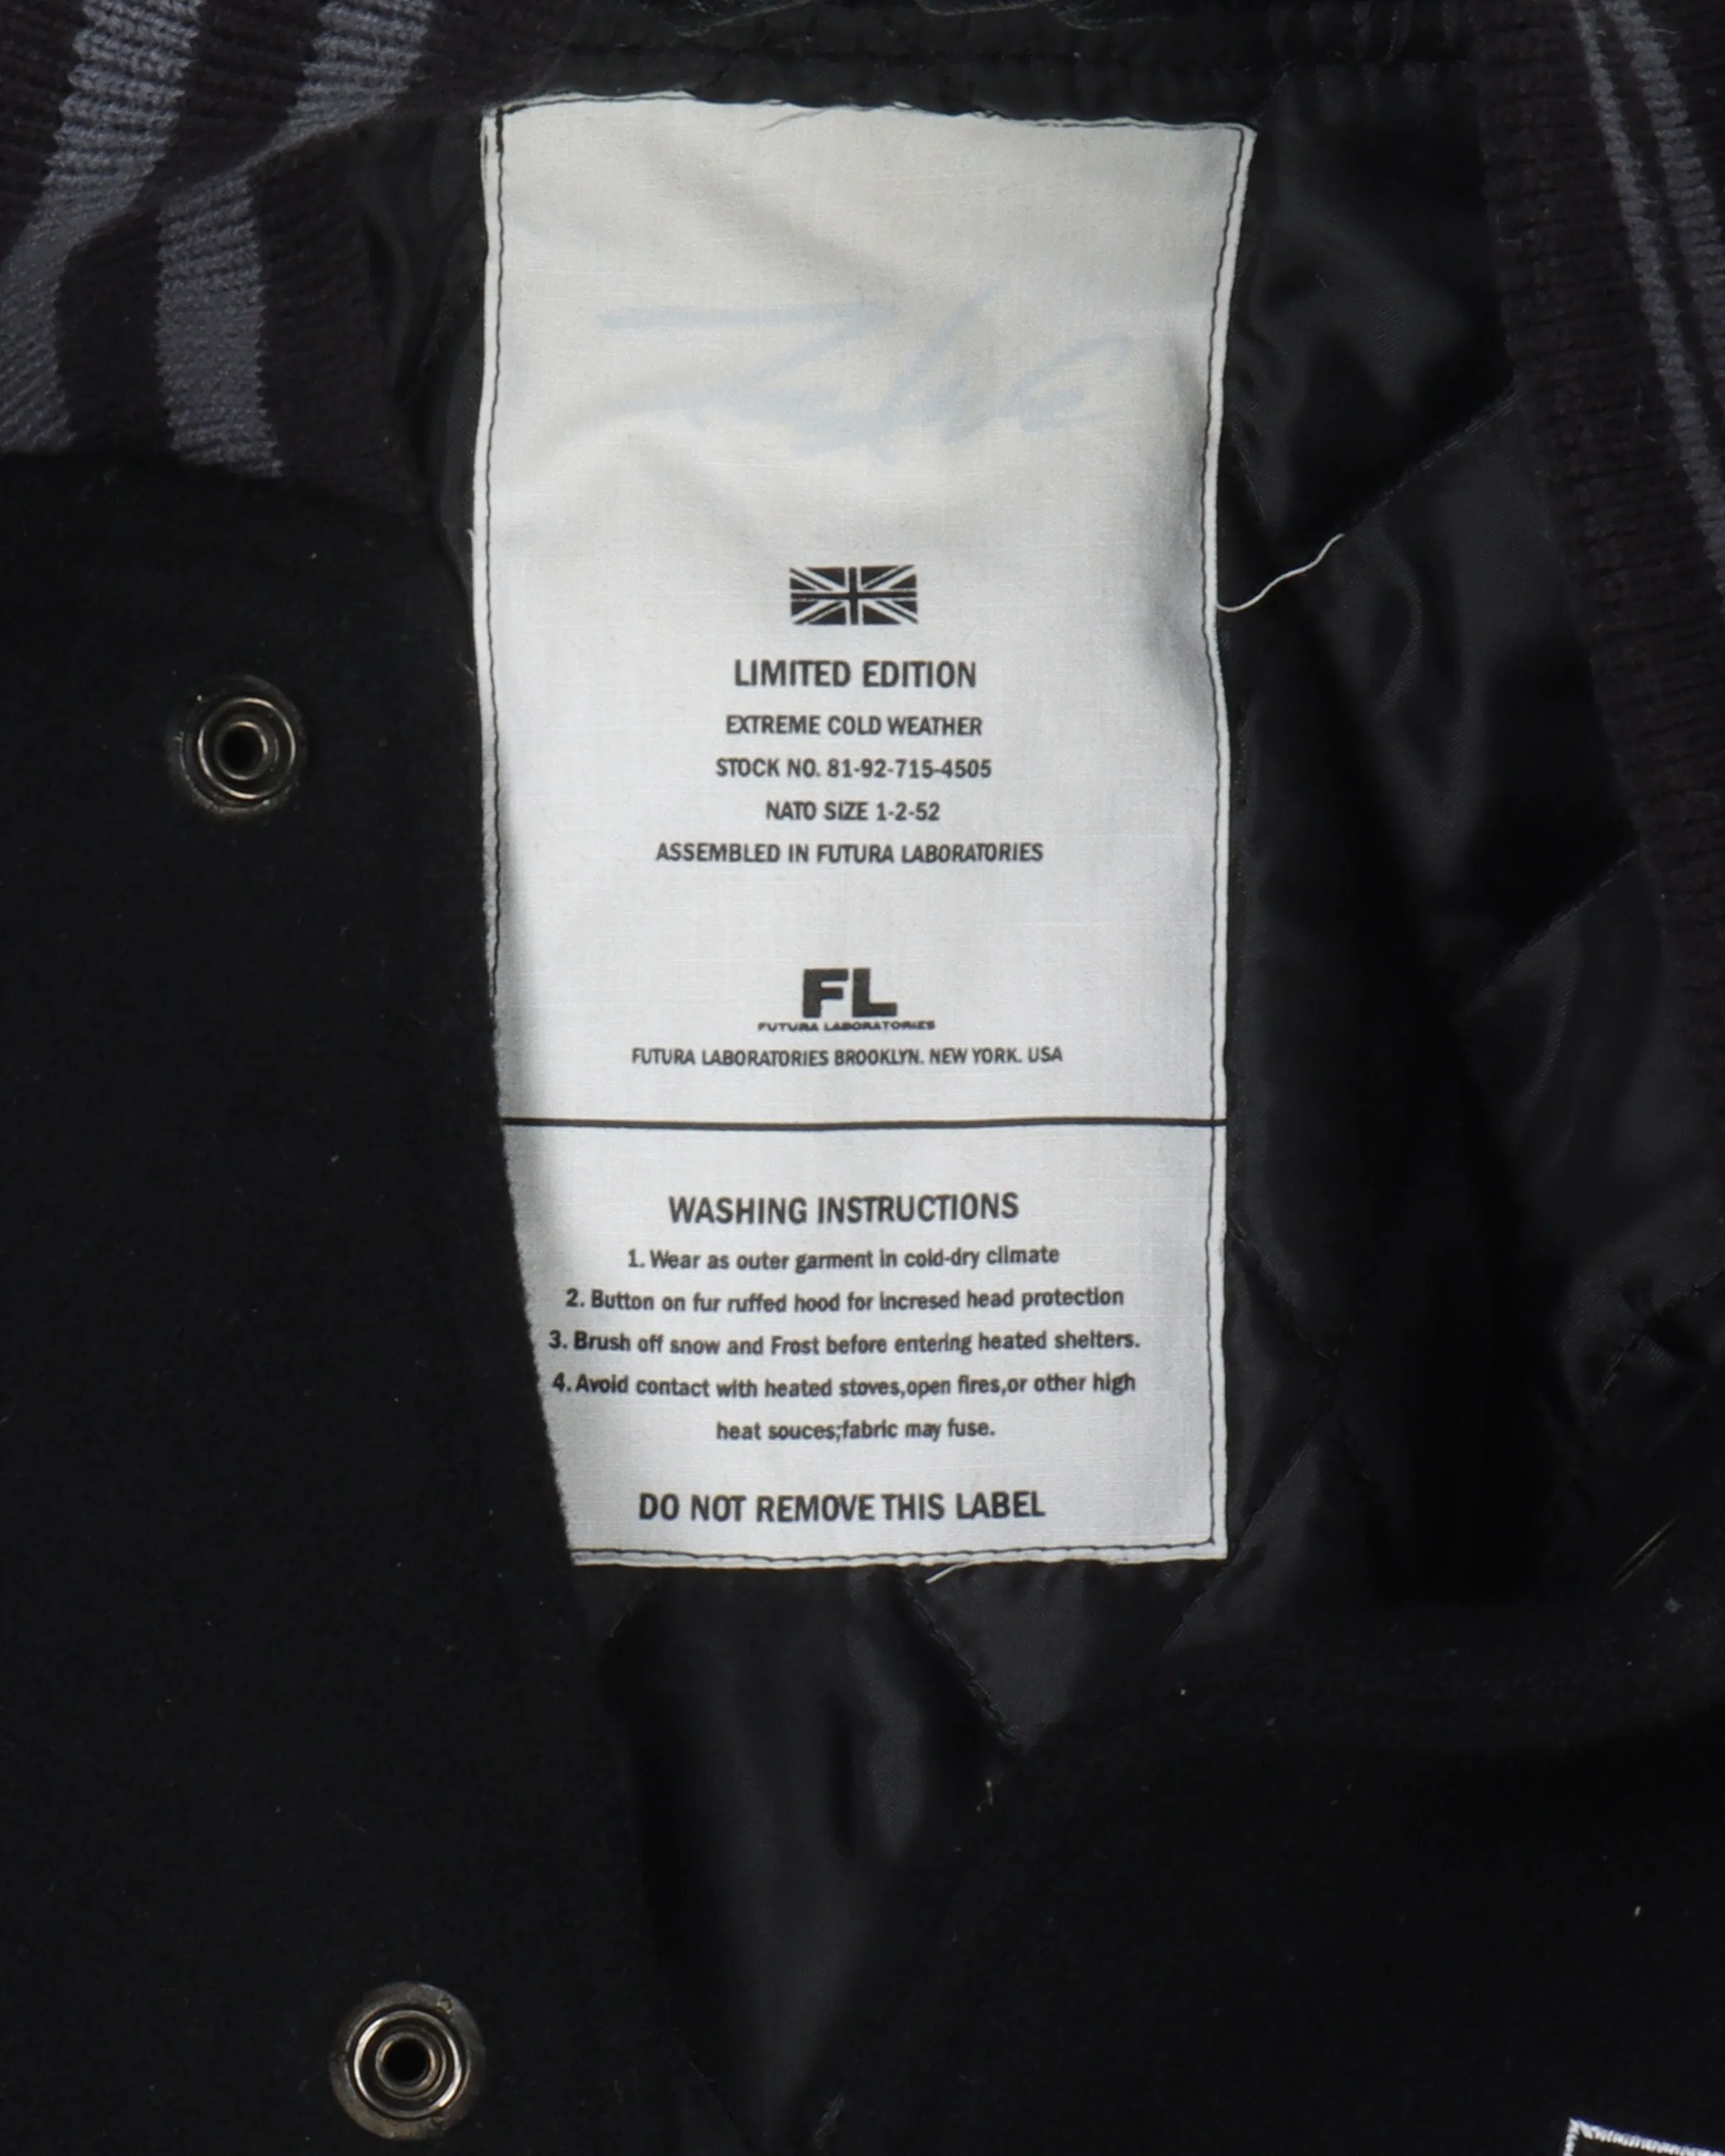 LIMITED EDITION
EXTREME COLD WEATHER
STOCK NO. 81-92-715-4505
NATO SIZE 1-2-52
ASSEMBLED IN FUTURA LABORATORIES
FL
FUTURA LABORATORIES
FUTURA LABORATORIES BROOKLYN. NEW YORK. USA
WASHING INSTRUCTIONS
1. Wear as outer garment in cold-dry climate
2. Button on fur ruffed hood for incresed head protection
3. Brush off snow and Frost before entering heated shelters.
4. Avoid contact with heated stoves,open fires,or other high
heat souces;fabric may fuse.
DO NOT REMOVE THIS LABEL